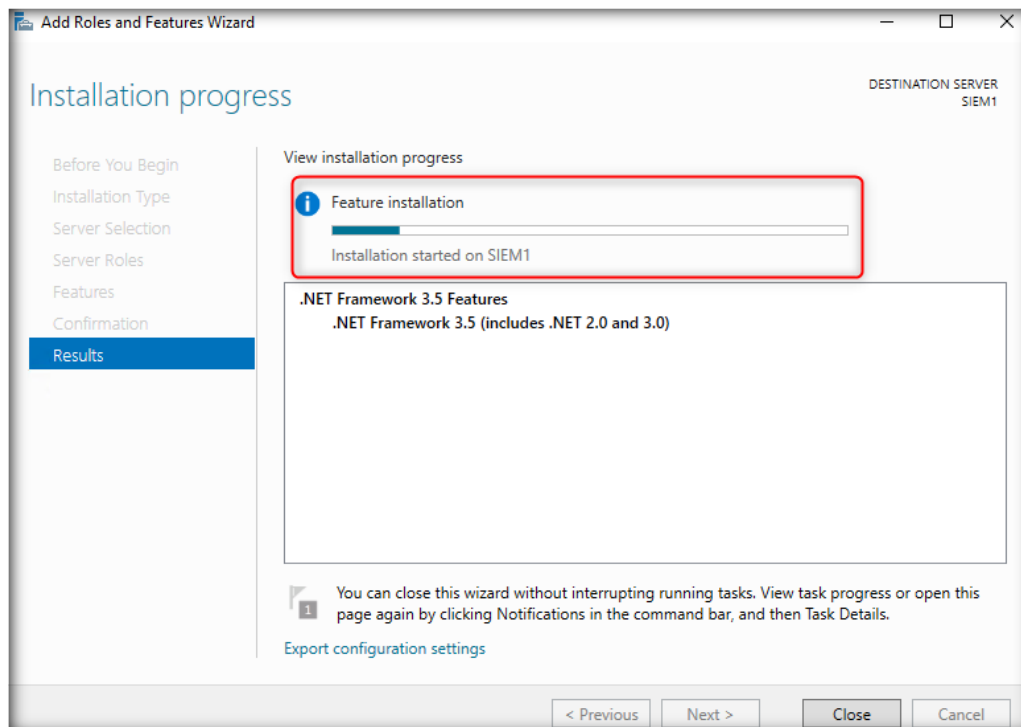 Add Roles and Features Wizard
Installation progress
DESTINATION SERVER
SIEM1
Before You Begin
Installation Type
Server Selection
Server Roles
Features
Confirmation
Results
View installation progress
Feature installation
Installation started on SIEM1
.NET Framework 3.5 Features
.NET Framework 3.5 (includes .NET 2.0 and 3.0)
1
You can close this wizard without interrupting running tasks. View task progress or open this
page again by clicking Notifications in the command bar, and then Task Details.
Export configuration settings
< Previous
Next >
Close
Cancel